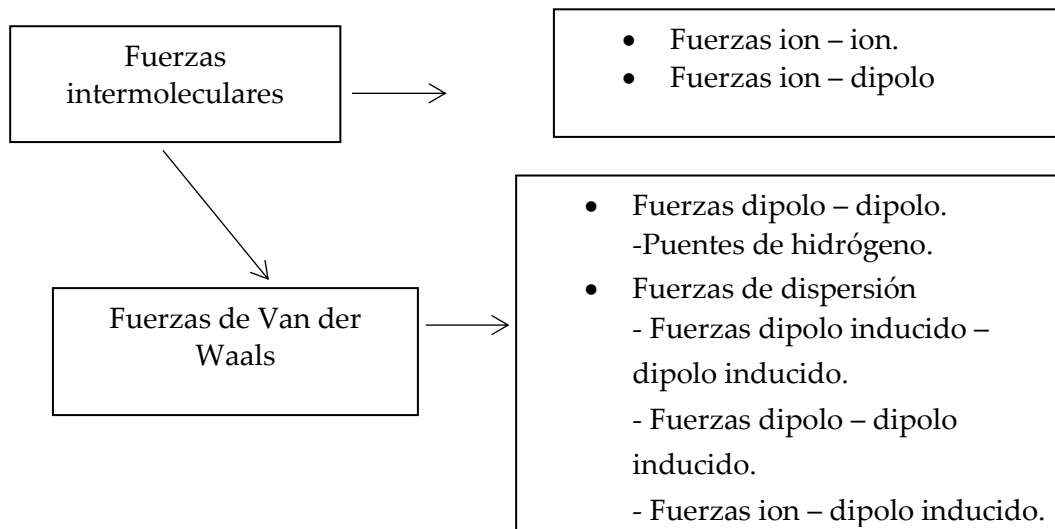 Fuerzas
intermoleculares
• Fuerzas ion – ion.
• Fuerzas ion – dipolo
Fuerzas de Van der
Waals
• Fuerzas dipolo – dipolo.
-Puentes de hidrógeno.
• Fuerzas de dispersión
- Fuerzas dipolo inducido –
dipolo inducido.
- Fuerzas dipolo – dipolo
inducido.
- Fuerzas ion – dipolo inducido.